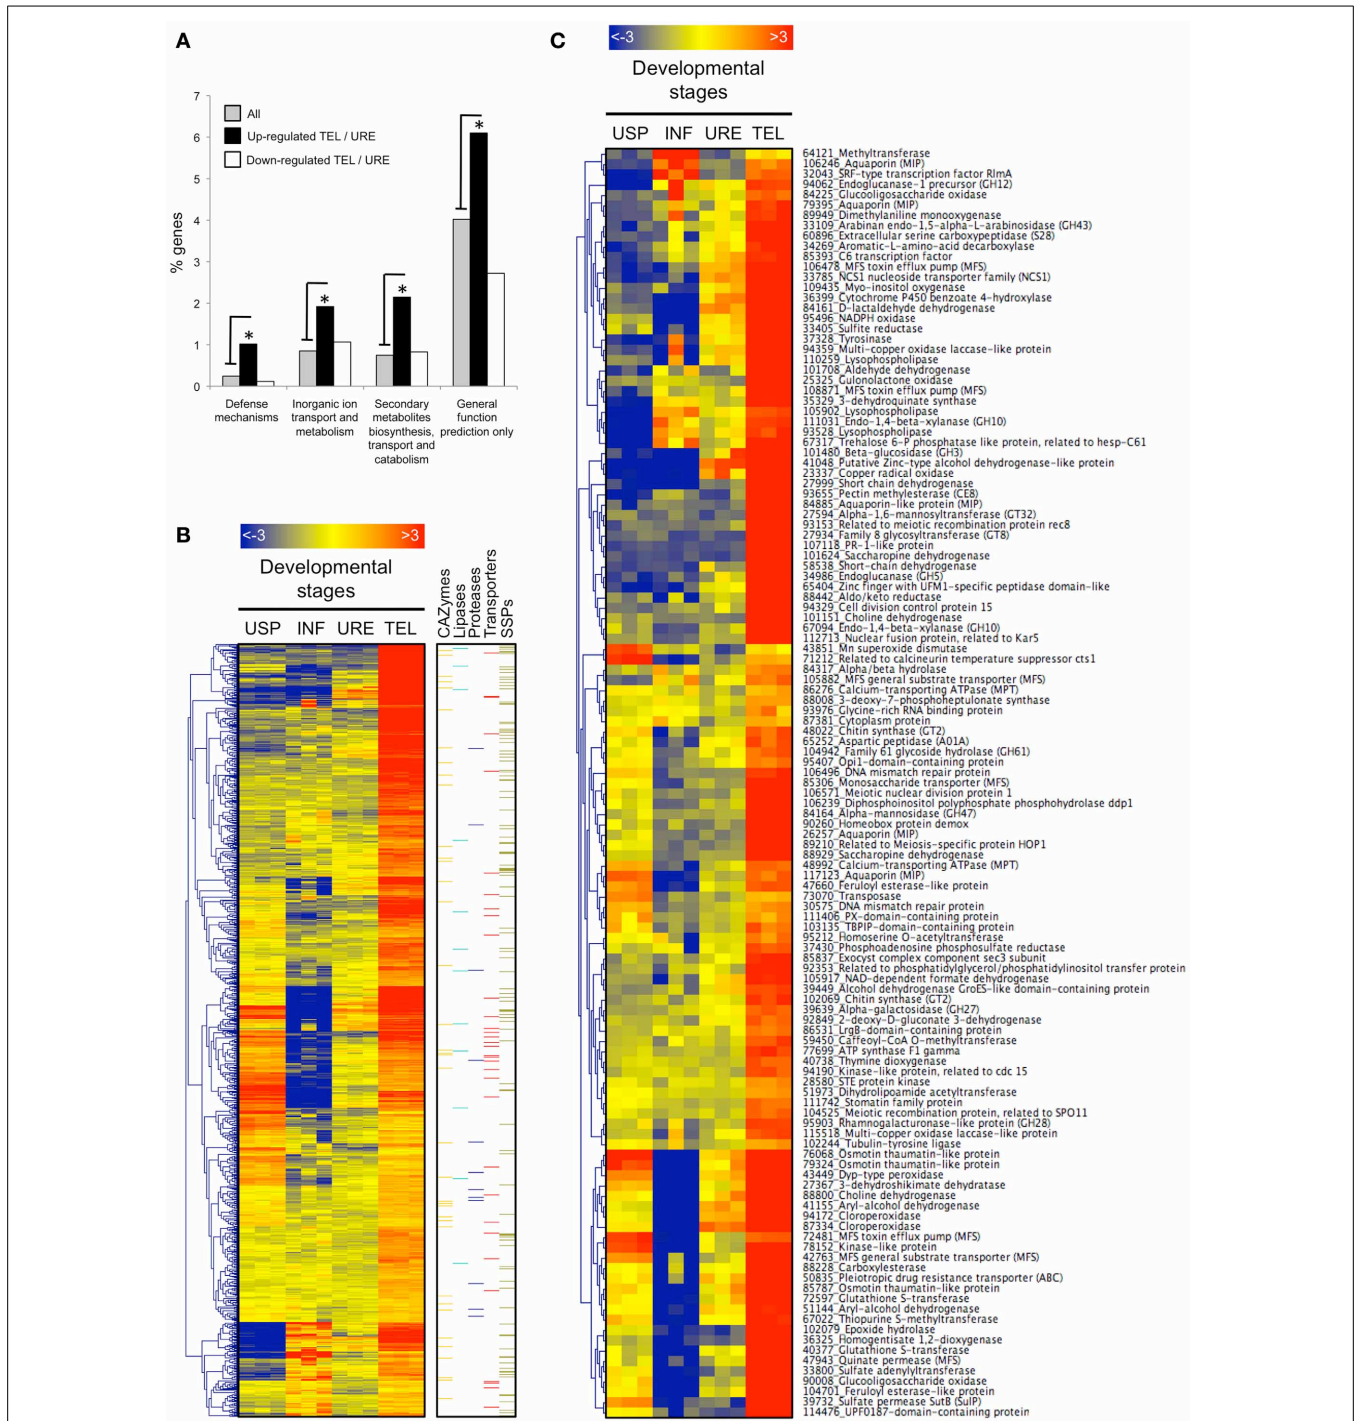 A
7
6
5
4
3
2
1
0
% genes
All
Up-regulated TEL / URE
Down-regulated TEL / URE
*
*
*
*
Defense
mechanisms
Inorganic ion
transport and
metabolism
Secondary
metabolites
biosynthesis,
transport and
catabolism
General
function
prediction only
B
<-3
>3
Developmental
stages
USP INF URE TEL
CAZymes
Lipases
Proteases
Transporters
SSPs
C
<-3
>3
Developmental
stages
USP INF URE TEL
64121_Methyltransferase
106246_Aquaporin (MIP)
32043_SRF-type transcription factor RlmA
94062_Endoglucanase-1 precursor (GH12)
84225_Glucooligosaccharide oxidase
79395_Aquaporin (MIP)
89949_Dimethylaniline monooxygenase
33109_Arabinan endo-1,5-alpha-L-arabinosidase (GH43)
60896_Extracellular serine carboxypeptidase (S28)
34269_Aromatic-L-amino-acid decarboxylase
85393_C6 transcription factor
106478_MFS toxin efflux pump (MFS)
33785_NCS1 nucleoside transporter family (NCS1)
109435_Myo-inositol oxygenase
36399_Cytochrome P450 benzoate 4-hydroxylase
84161_D-lactaldehyde dehydrogenase
95496_NADPH oxidase
33405_Sulfite reductase
37328_Tyrosinase
94359_Multi-copper oxidase laccase-like protein
110259_Lysophospholipase
101708_Aldehyde dehydrogenase
25325_Gulonolactone oxidase
108871_MFS toxin efflux pump (MFS)
35329_3-dehydroquinate synthase
105902_Lysophospholipase
111031_Endo-1,4-beta-xylanase (GH10)
93528_Lysophospholipase
67317_Trehalose 6-P phosphatase like protein, related to hesp-C61
101480_Beta-glucosidase (GH3)
41048_Putative Zinc-type alcohol dehydrogenase-like protein
23337_Copper radical oxidase
27999_Short chain dehydrogenase
93655_Pectin methylesterase (CE8)
84885_Aquaporin-like protein (MIP)
27594_Alpha-1,6-mannosyltransferase (GT32)
93153_Related to meiotic recombination protein rec8
27934_Family 8 glycosyltransferase (GT8)
107118_PR-1-like protein
101624_Saccharopine dehydrogenase
58538_Short-chain dehydrogenase
34986_Endoglucanase (GH5)
65404_Zinc finger with UFM1-specific peptidase domain-like
88442_Aldo/keto reductase
94329_Cell division control protein 15
101151_Choline dehydrogenase
67094_Endo-1,4-beta-xylanase (GH10)
112713_Nuclear fusion protein, related to Kar5
43851_Mn superoxide dismutase
71212_Related to calcineurin temperature suppressor cts1
84317_Alpha/beta hydrolase
105882_MFS general substrate transporter (MFS)
86276_Calcium-transporting ATPase (MPT)
88008_3-deoxy-7-phosphoheptulonate synthase
93976_Glycine-rich RNA binding protein
87381_Cytoplasm protein
48022_Chitin synthase (GT2)
65252_Aspartic peptidase (A01A)
104942_Family 61 glycoside hydrolase (GH61)
95407_Opi1-domain-containing protein
106496_DNA mismatch repair protein
85306_Monosaccharide transporter (MFS)
106571_Meiotic nuclear division protein 1
106239_Diphosphoinositol polyphosphate phosphohydrolase ddp1
84164_Alpha-mannosidase (GH47)
90260_Homeobox protein demox
26257_Aquaporin (MIP)
89210_Related to Meiosis-specific protein HOP1
88929_Saccharopine dehydrogenase
48992_Calcium-transporting ATPase (MPT)
117123_Aquaporin (MIP)
47660_Feruloyl esterase-like protein
73070_Transposase
30575_DNA mismatch repair protein
111406_PX-domain-containing protein
103135_TBPIP-domain-containing protein
95212_Homoserine O-acetyltransferase
37430_Phosphoadenosine phosphosulfate reductase
85837_Exocyst complex component sec3 subunit
92353_Related to phosphatidylglycerol/phosphatidylinositol transfer protein
105917_NAD-dependent formate dehydrogenase
39449_Alcohol dehydrogenase GroES-like domain-containing protein
102069_Chitin synthase (GT2)
39639_Alpha-galactosidase (GH27)
92849_2-deoxy-D-gluconate 3-dehydrogenase
86531_LrgB-domain-containing protein
59450_Caffeoyl-CoA O-methyltransferase
77699_ATP synthase F1 gamma
40738_Thymine dioxygenase
94190_Kinase-like protein, related to cdc 15
28580_STE protein kinase
51973_Dihydrolipoamide acetyltransferase
111742_Stomatin family protein
104525_Meiotic recombination protein, related to SPO11
95903_Rhamnogalacturonase-like protein (GH28)
115518_Multi-copper oxidase laccase-like protein
102244_Tubulin-tyrosine ligase
76068_Osmotin thaumatin-like protein
79324_Osmotin thaumatin-like protein
43449_Dyp-type peroxidase
27367_3-dehydroshikimate dehydratase
88800_Choline dehydrogenase
41155_Aryl-alcohol dehydrogenase
94172_Cloroperoxidase
87334_Cloroperoxidase
72481_MFS toxin efflux pump (MFS)
78152_Kinase-like protein
42763_MFS general substrate transporter (MFS)
88228_Carboxylesterase
50835_Pleiotropic drug resistance transporter (ABC)
85787_Osmotin thaumatin-like protein
72597_Glutathione S-transferase
51144_Aryl-alcohol dehydrogenase
67022_Thiopurine S-methyltransferase
102079_Epoxide hydrolase
36325_Homogentisate 1,2-dioxygenase
40377_Glutathione S-transferase
47943_Quinate permease (MFS)
33800_Sulfate adenylyltransferase
90008_Glucooligosaccharide oxidase
104701_Feruloyl esterase-like protein
39732_Sulfate permease SutB (SulP)
114476_UPF0187-domain-containing protein